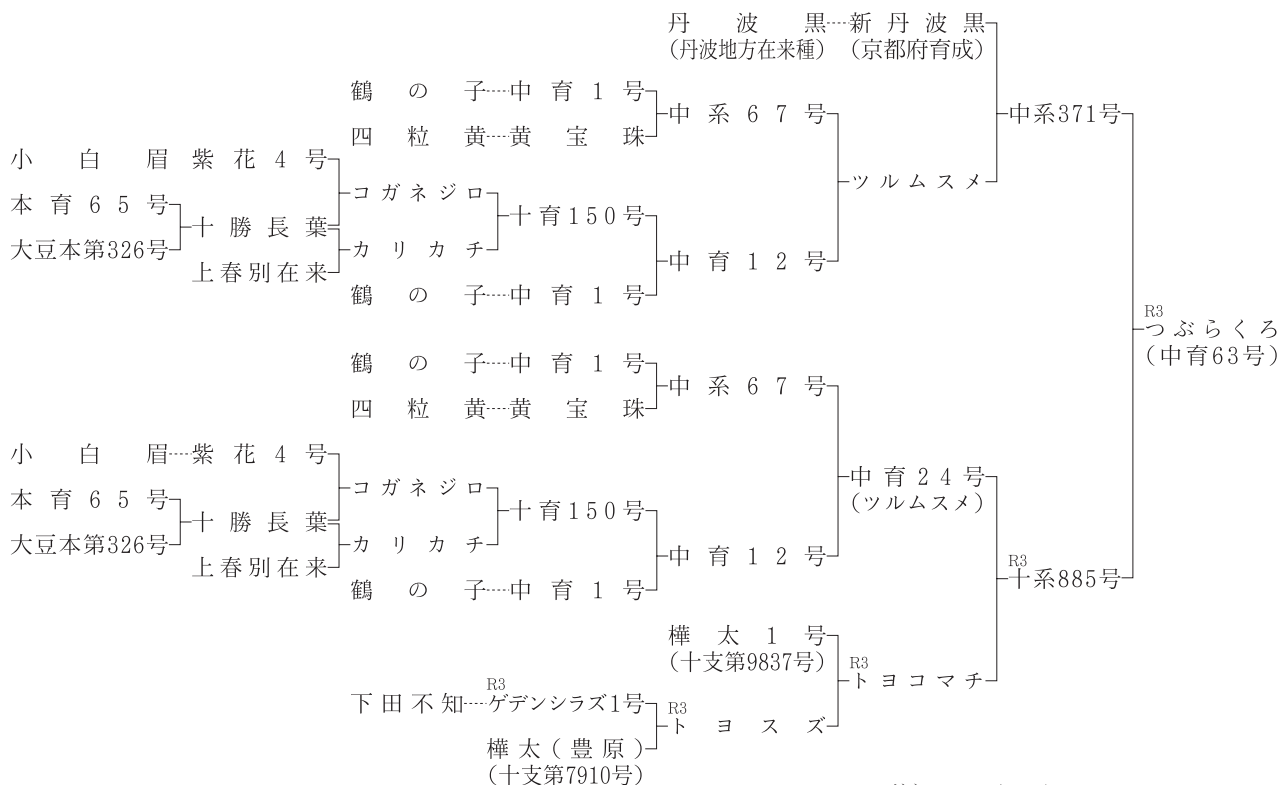 丹波黒 新丹波黒
(丹波地方在来種) (京都府育成)
鶴の子 中育1号
中系67号 中系371号
四粒黄 黄宝珠
小白眉 紫花4号
コガネジロ ツルムスメ
本育65号
十育150号
十勝長葉
大豆本第326号 カリカチ
中育12号
上春別在来
鶴の子 中育1号
R3
つぶらくろ
(中育63号)
鶴の子 中育1号
中系67号
四粒黄 黄宝珠
小白眉 紫花4号
中育24号
コガネジロ (ツルムスメ)
本育65号
十育150号
十勝長葉
大豆本第326号 カリカチ
中育12号
上春別在来 R3
十系885号
鶴の子 中育1号
樺太1号
(十支第9837号) R3
トヨコマチ
R3
下田不知 ゲデンシラズ1号 R3
トヨスズ
樺太(豊原)
(十支第7910号)